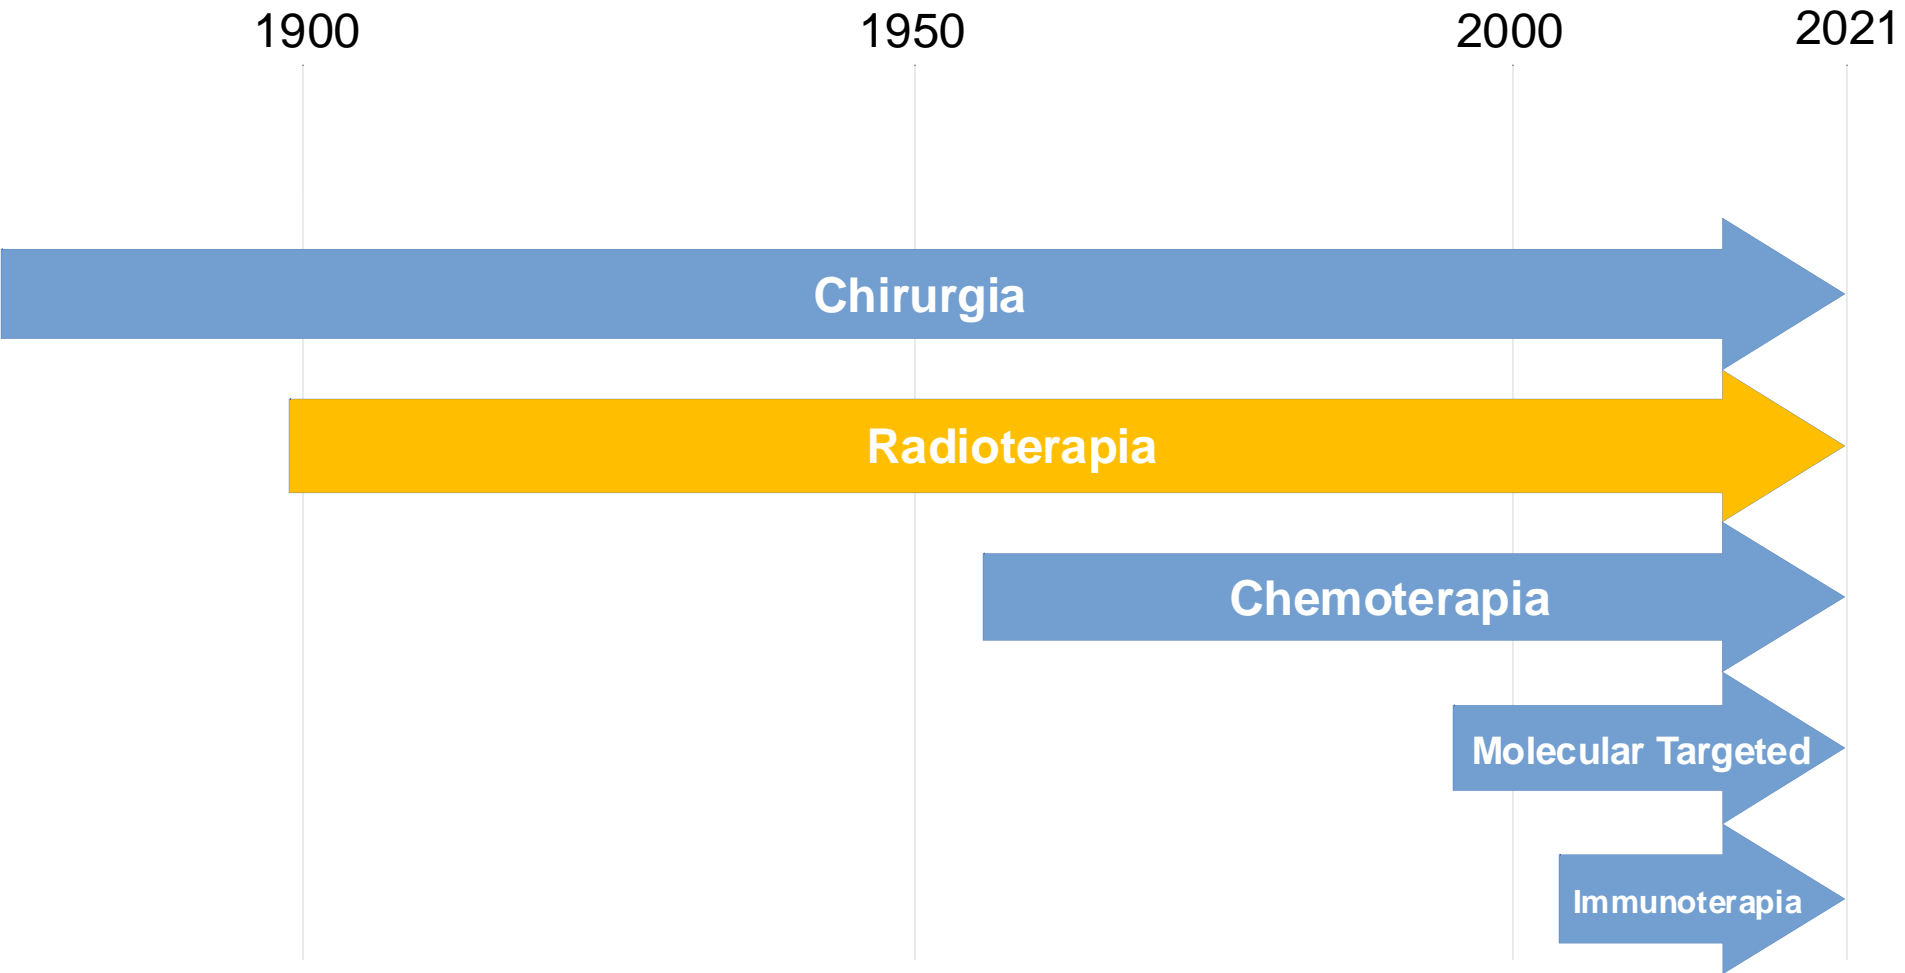 1900 1950 2000 2021
Chirurgia
Radioterapia
Chemoterapia
Molecular Targeted
Immunoterapia